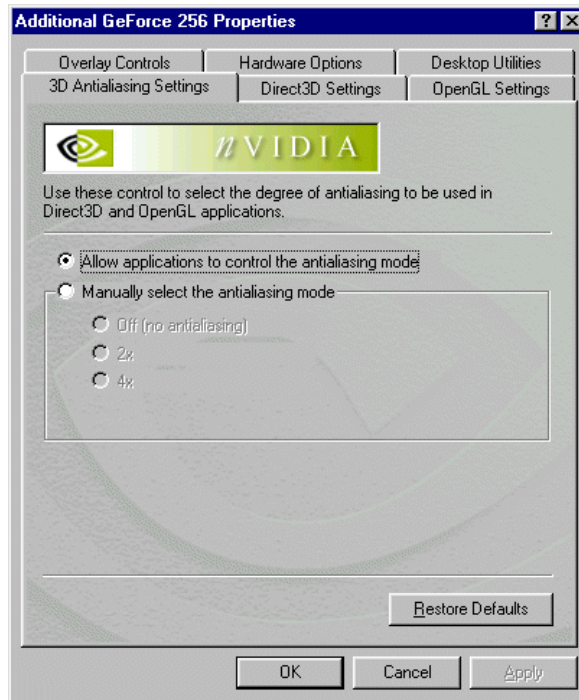 Additional GeForce 256 Properties
? X
Overlay Controls Hardware Options Desktop Utilities
3D Antialiasing Settings Direct3D Settings OpenGL Settings
nVIDIA
Use these control to select the degree of antialiasing to be used in
Direct3D and OpenGL applications.
Allow applications to control the antialiasing mode
Manually select the antialiasing mode
Off (no antialiasing)
2x
4x
Restore Defaults
OK Cancel Apply